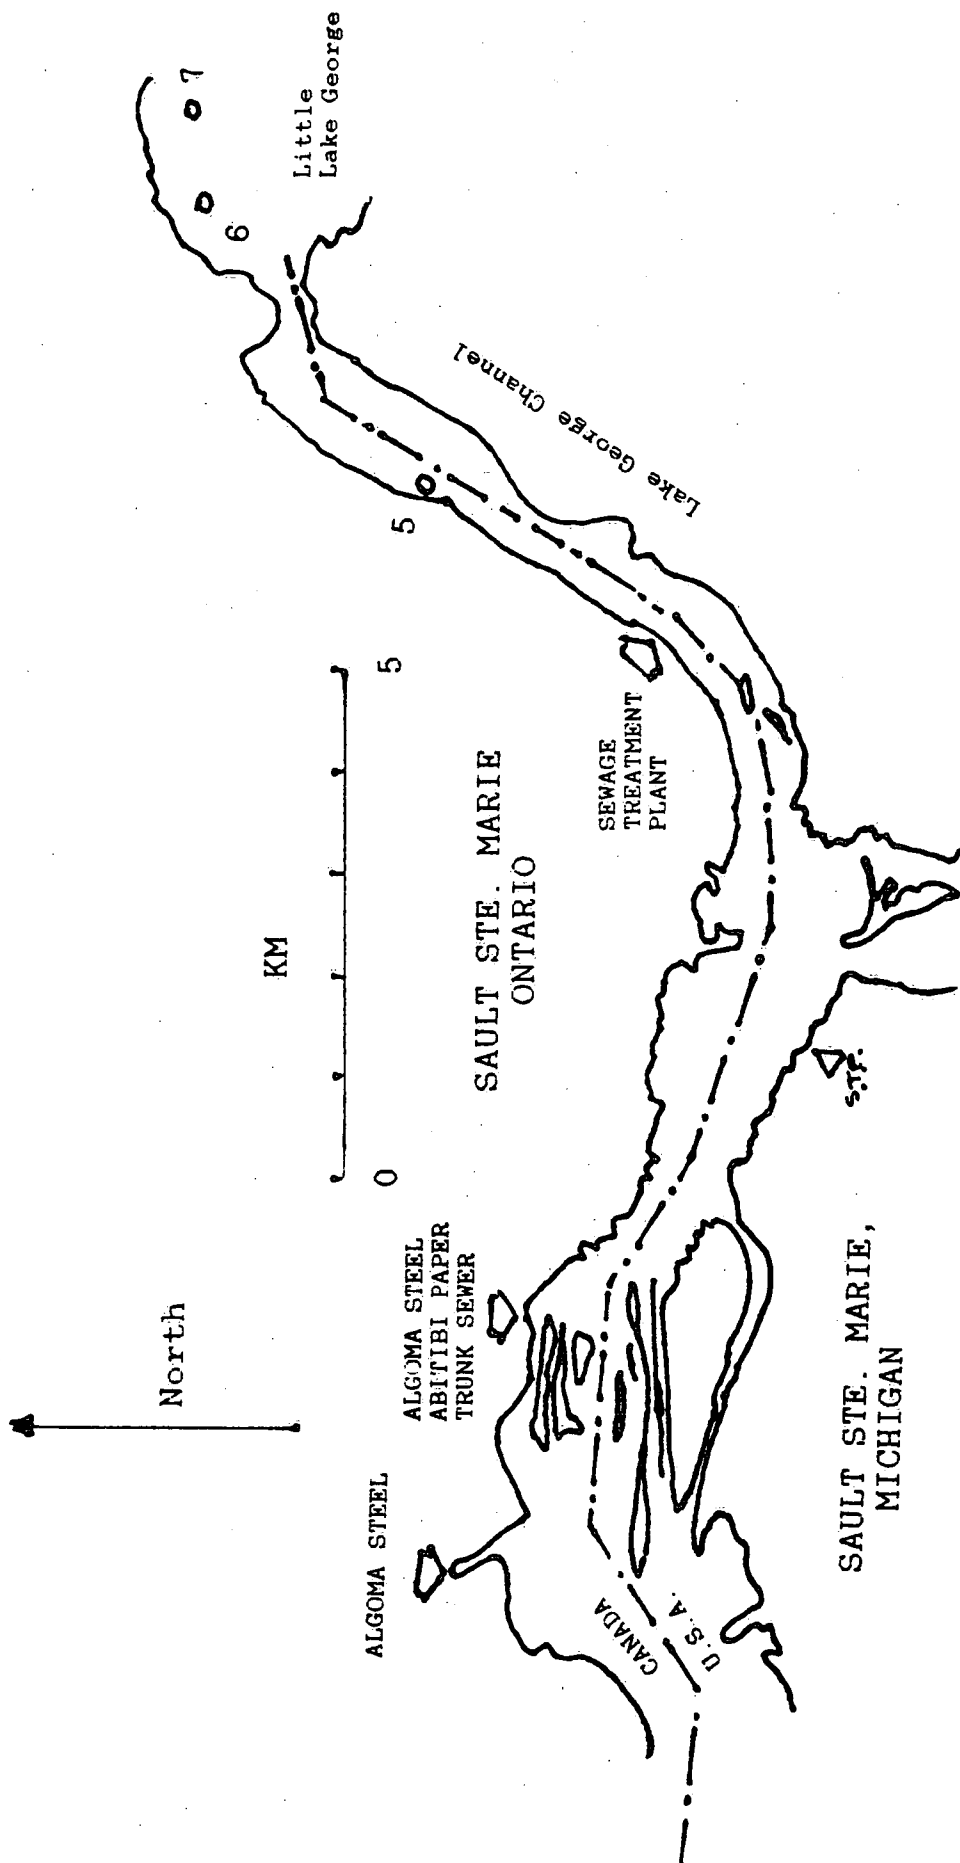 North
ALGOMA STEEL
ALGOMA STEEL
ABITIBI PAPER
TRUNK SEWER
KM
0
5
SAULT STE. MARIE
ONTARIO
SEWAGE
TREATMENT
PLANT
5
6
7
Little
Lake George
Lake George Channel
CANADA
U.S.A.
S.T.P.
SAULT STE. MARIE,
MICHIGAN